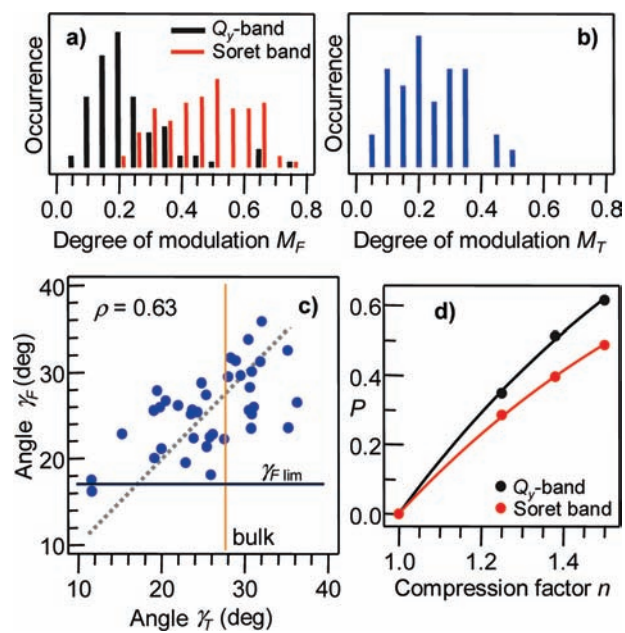 a)
Qy-band
Soret band
Occurrence
0.0 0.2 0.4 0.6 0.8
Degree of modulation MF
b)
Occurrence
0.0 0.2 0.4 0.6 0.8
Degree of modulation MT
40
30
20
10
Angle γF (deg)
ρ = 0.63
c)
γF lim
bulk
10 20 30 40
Angle γT (deg)
d)
0.6
0.4
P
0.2
0.0
Qy-band
Soret band
1.0 1.2 1.4
Compression factor n